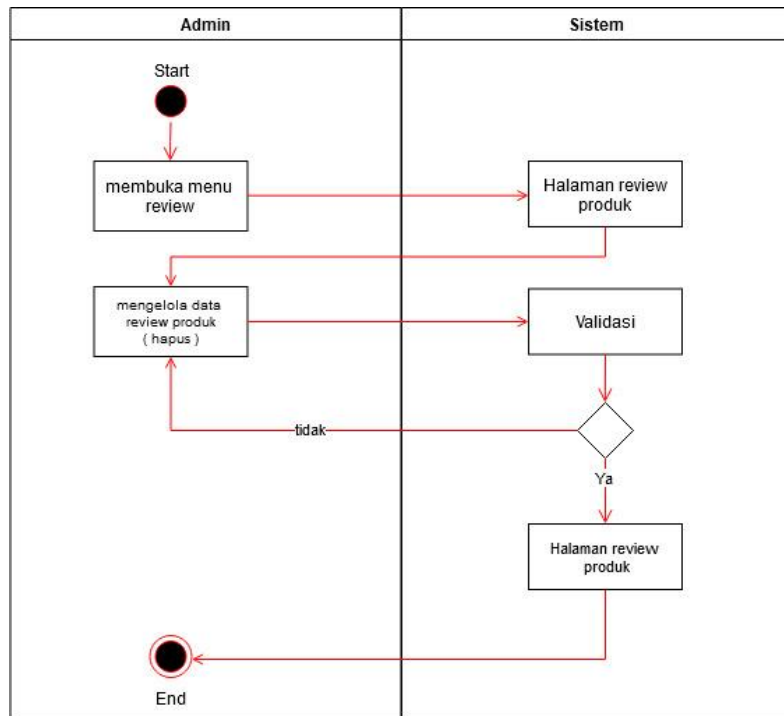 Admin
Sistem
Start
membuka menu
review
Halaman review
produk
mengelola data
review produk
( hapus )
Validasi
tidak
Ya
Halaman review
produk
End